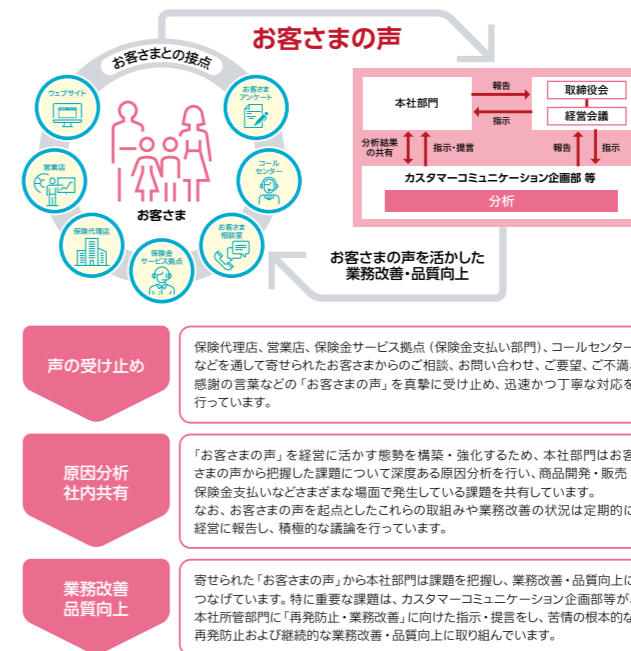 お客さまの声
お客さまとの接点
ウェブサイト
お客さま
アンケート
営業店
コール
センター
お客さま
保険代理店
お客さま
相談室
保険金
サービス拠点
本社部門
報告
指示
取締役会
経営会議
分析結果
の共有
指示・提言
報告
指示
カスタマーコミュニケーション企画部 等
分析
お客さまの声を活かした
業務改善・品質向上
声の受け止め
保険代理店、営業店、保険金サービス拠点（保険金支払い部門）、コールセンター
などを通して寄せられたお客さまからのご相談、お問い合わせ、ご要望、ご不満、
感謝の言葉などの「お客さまの声」を真摯に受け止め、迅速かつ丁寧な対応を
行っています。
原因分析
社内共有
「お客さまの声」を経営に活かす態勢を構築・強化するため、本社部門はお客
さまの声から把握した課題について深度ある原因分析を行い、商品開発・販売・
保険金支払いなどさまざまな場面で発生している課題を共有しています。
なお、お客さまの声を起点としたこれらの取組みや業務改善の状況は定期的に
経営に報告し、積極的な議論を行っています。
業務改善
品質向上
寄せられた「お客さまの声」から本社部門は課題を把握し、業務改善・品質向上に
つなげています。特に重要な課題は、カスタマーコミュニケーション企画部等が、
本社所管部門に「再発防止・業務改善」に向けた指示・提言をし、苦情の根本的な
再発防止および継続的な業務改善・品質向上に取り組んでいます。